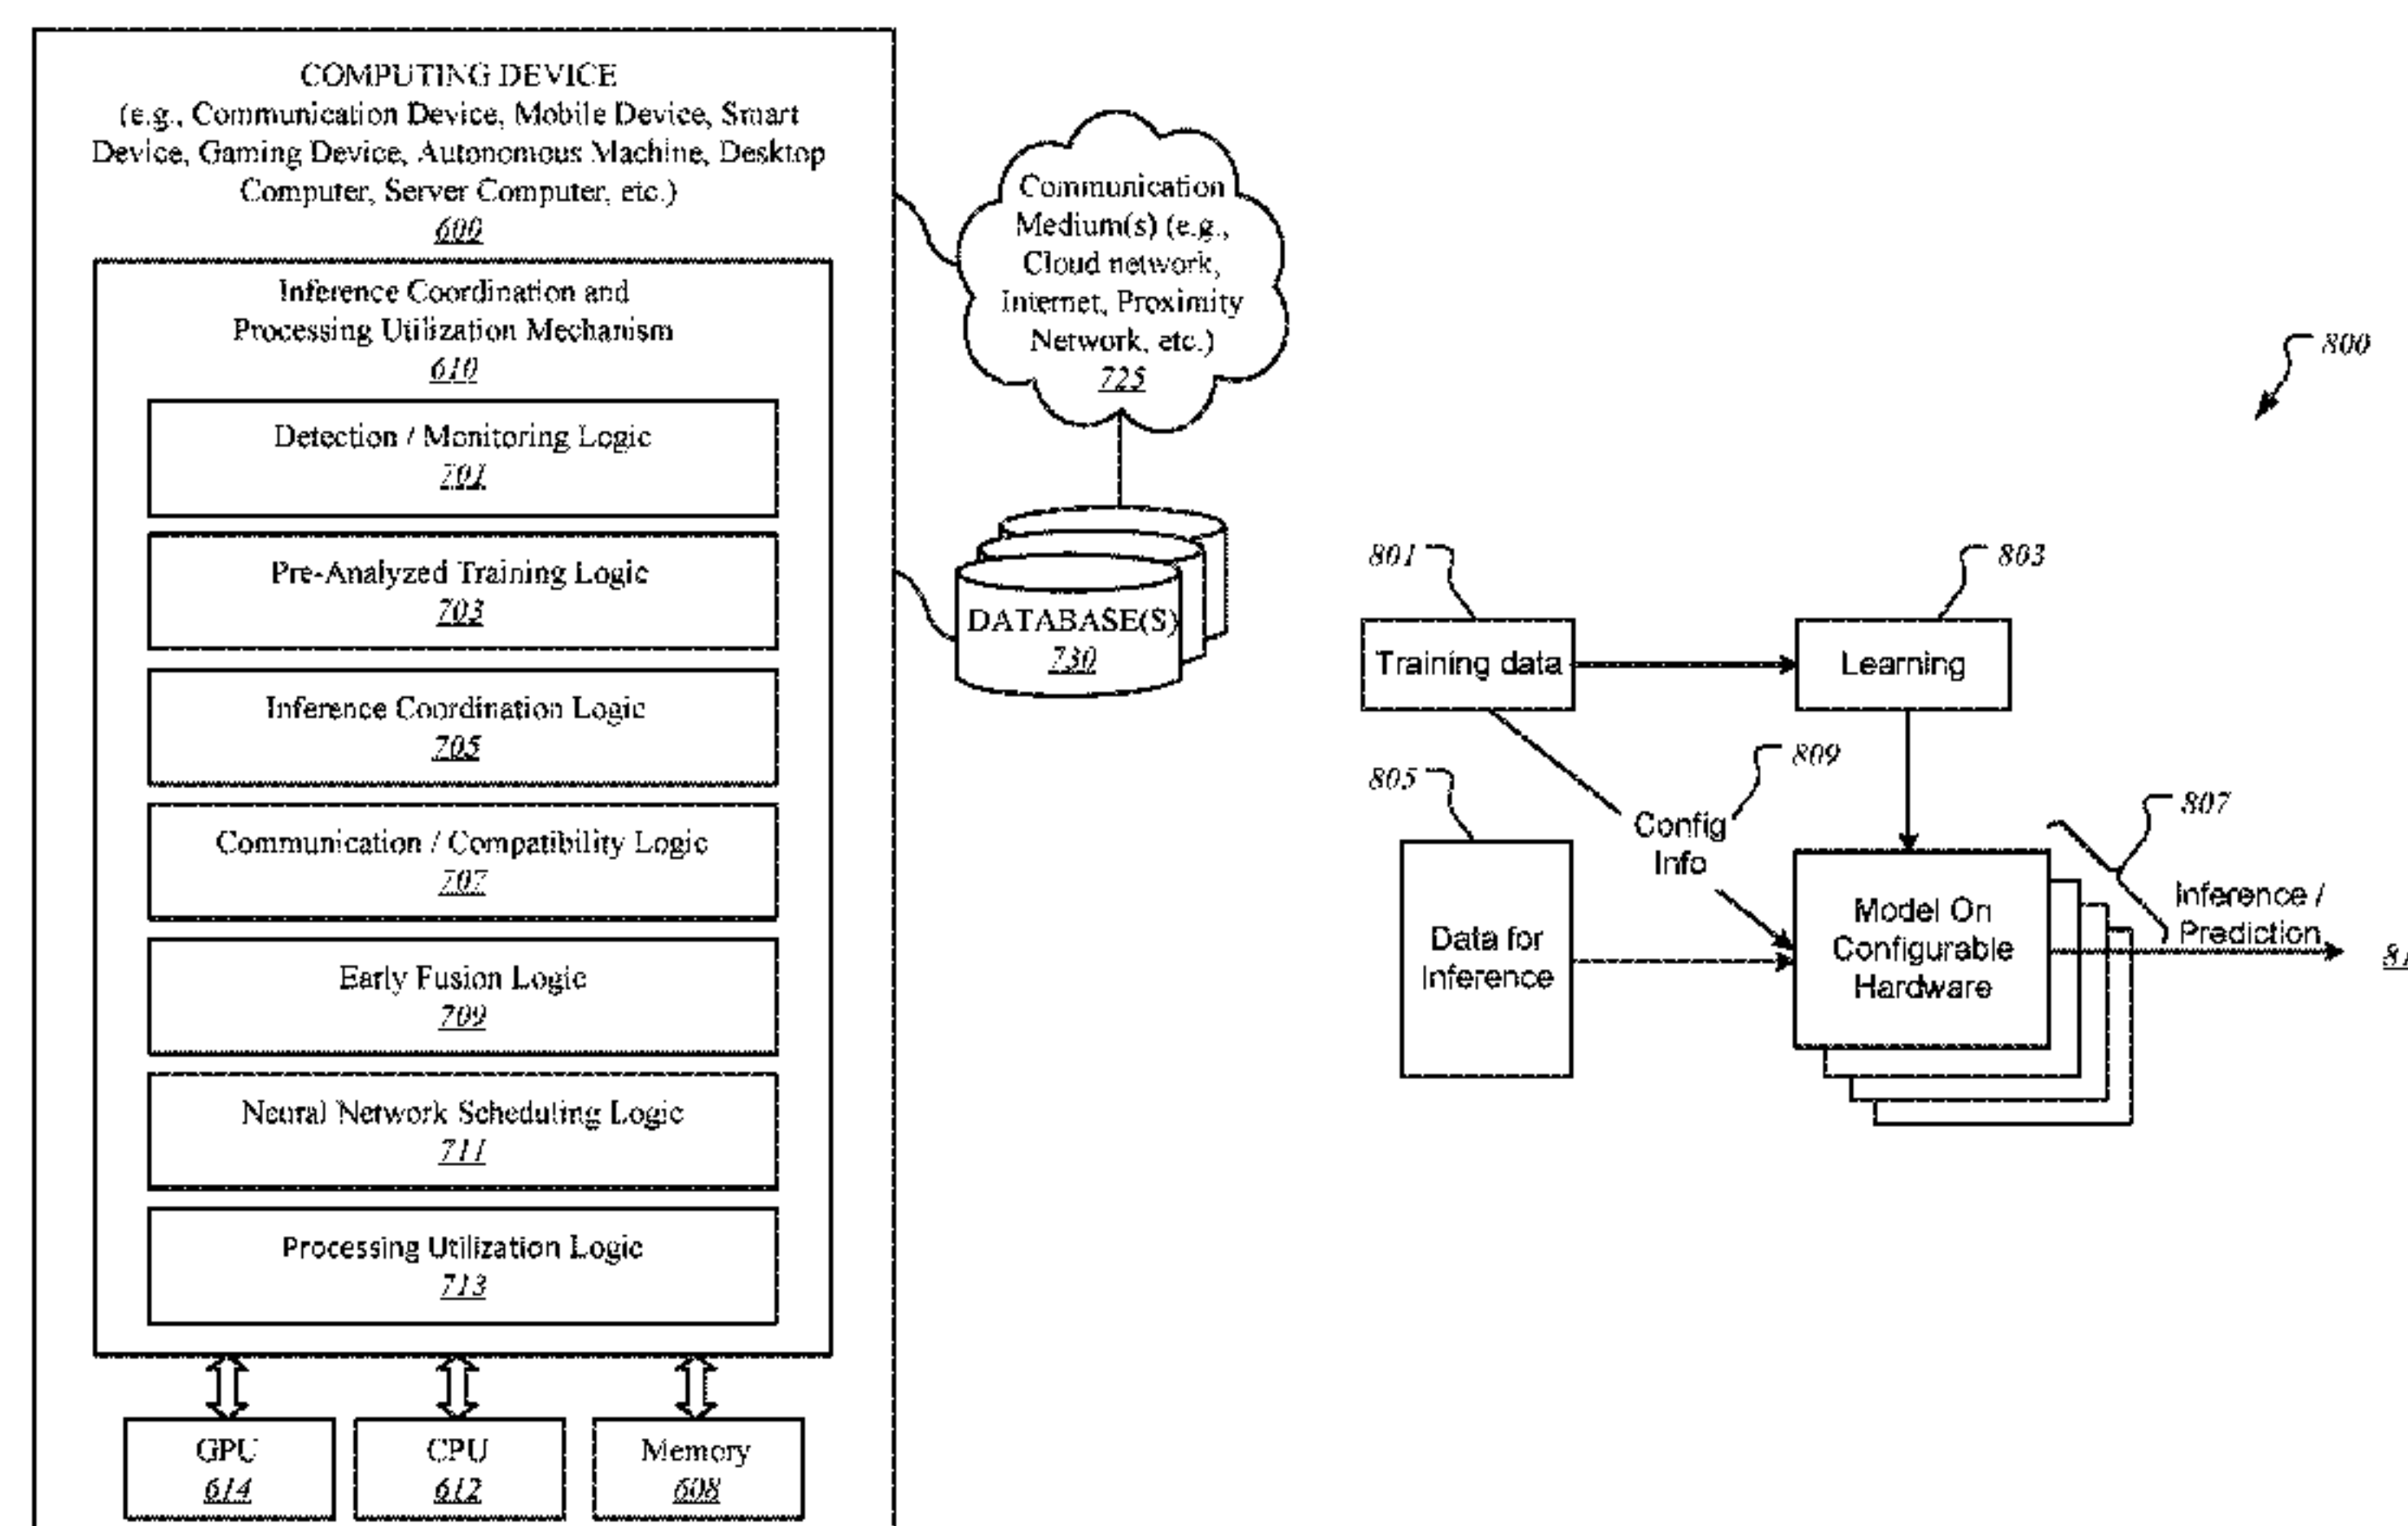 COMPUTING DEVICE
(e.g., Communication Device, Mobile Device, Smart
Device, Gaming Device, Autonomous Machine, Desktop
Computer, Server Computer, etc.)
600
Inference Coordination and
Processing Utilization Mechanism
610
Detection / Monitoring Logic
701
Pre-Analyzed Training Logic
703
Inference Coordination Logic
705
Communication / Compatibility Logic
707
Early Fusion Logic
709
Neural Network Scheduling Logic
711
Processing Utilization Logic
713
GPU
614
CPU
612
Memory
608
Communication
Medium(s) (e.g.,
Cloud network,
Internet, Proximity
Network, etc.)
725
DATABASE(S)
730
800
801
803
Training data
Learning
809
805
807
Config
Info
Data for
Inference
Model On
Configurable
Hardware
Inference /
Prediction